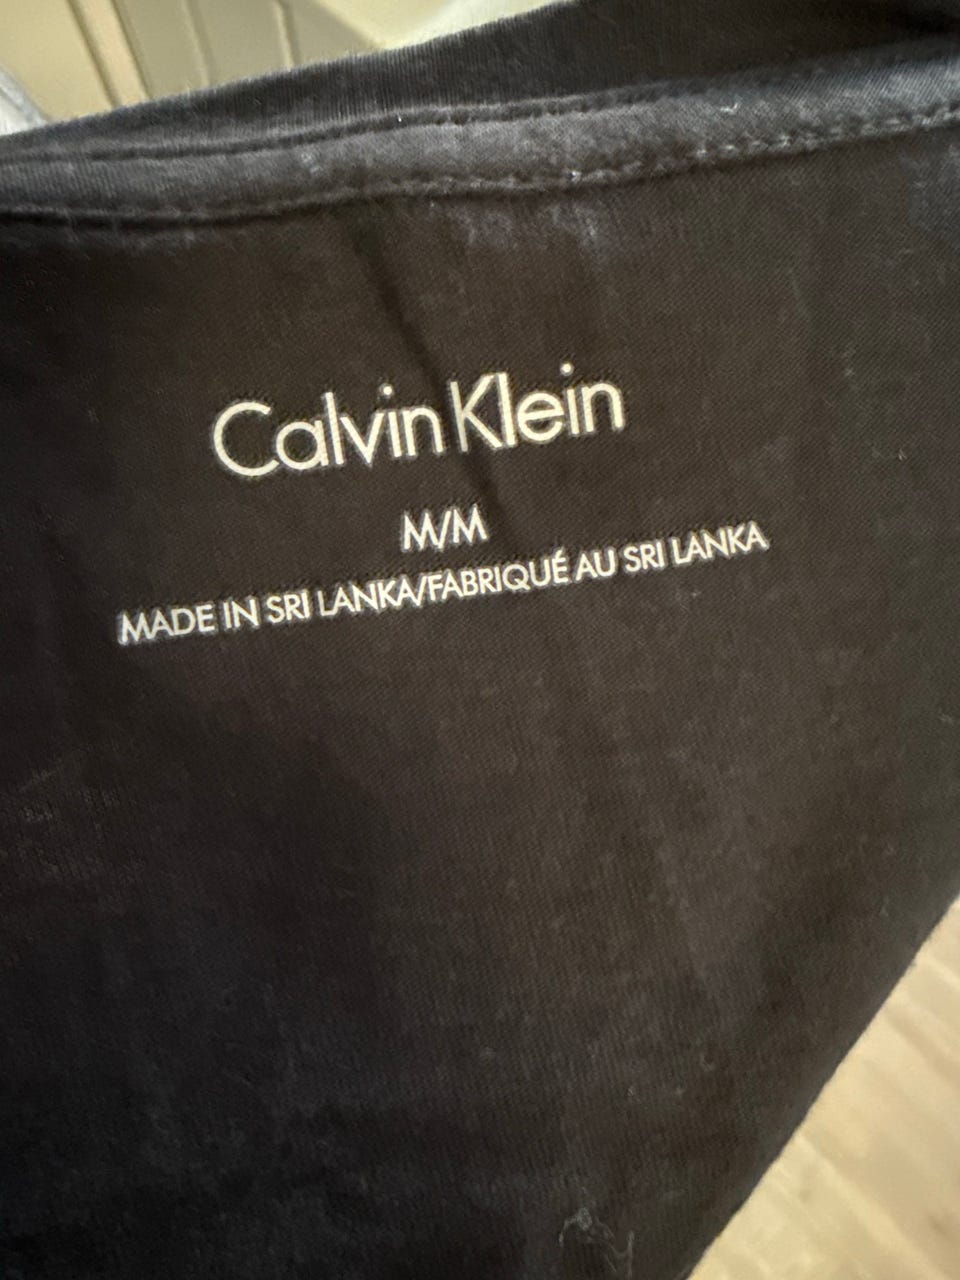 Calvin Klein
M/M
MADE IN SRI LANKA/FABRIQUÉ AU SRI LANKA